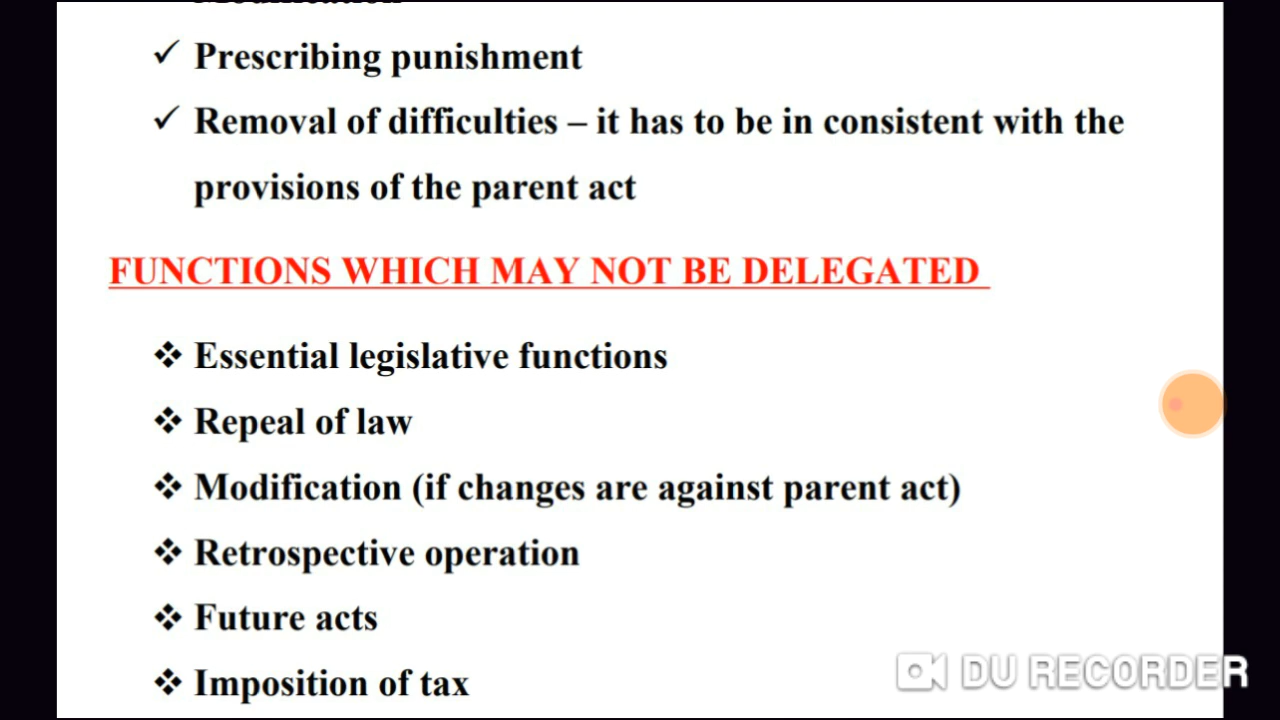 Modification
✓ Prescribing punishment
✓ Removal of difficulties – it has to be in consistent with the
provisions of the parent act
FUNCTIONS WHICH MAY NOT BE DELEGATED
❖ Essential legislative functions
❖ Repeal of law
❖ Modification (if changes are against parent act)
❖ Retrospective operation
❖ Future acts
❖ Imposition of tax
DU RECORDER